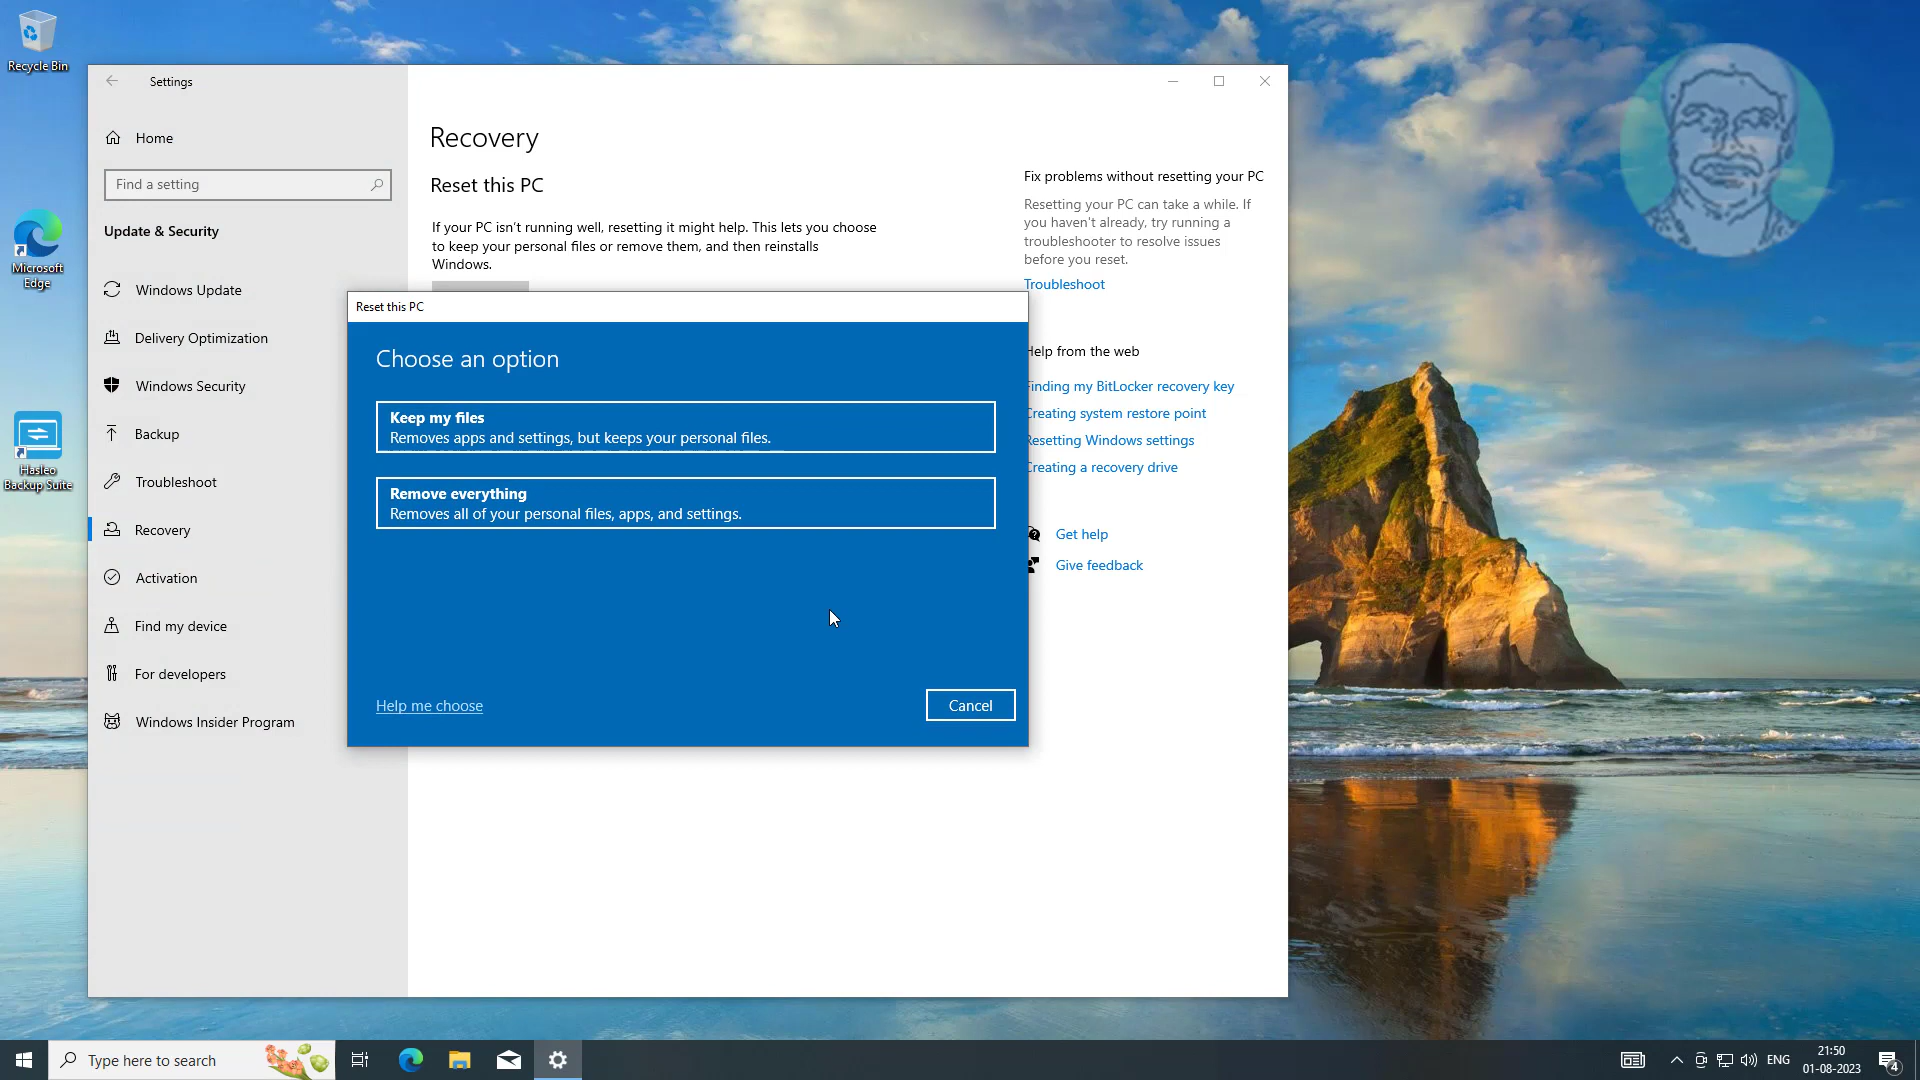 Recycle Bin
Microsoft
Edge
Hasleo
Backup Suite
Settings
Home
Find a setting
Update & Security
Windows Update
Delivery Optimization
Windows Security
Backup
Troubleshoot
Recovery
Activation
Find my device
For developers
Windows Insider Program
Recovery
Reset this PC
If your PC isn't running well, resetting it might help. This lets you choose
to keep your personal files or remove them, and then reinstalls
Windows.
Fix problems without resetting your PC
Resetting your PC can take a while. If
you haven't already, try running a
troubleshooter to resolve issues
before you reset.
Troubleshoot
Help from the web
Finding my BitLocker recovery key
Creating system restore point
Resetting Windows settings
Creating a recovery drive
Get help
Give feedback
Reset this PC
Choose an option
Keep my files
Removes apps and settings, but keeps your personal files.
Remove everything
Removes all of your personal files, apps, and settings.
Help me choose
Cancel
Type here to search
ENG
21:50
01-08-2023
4